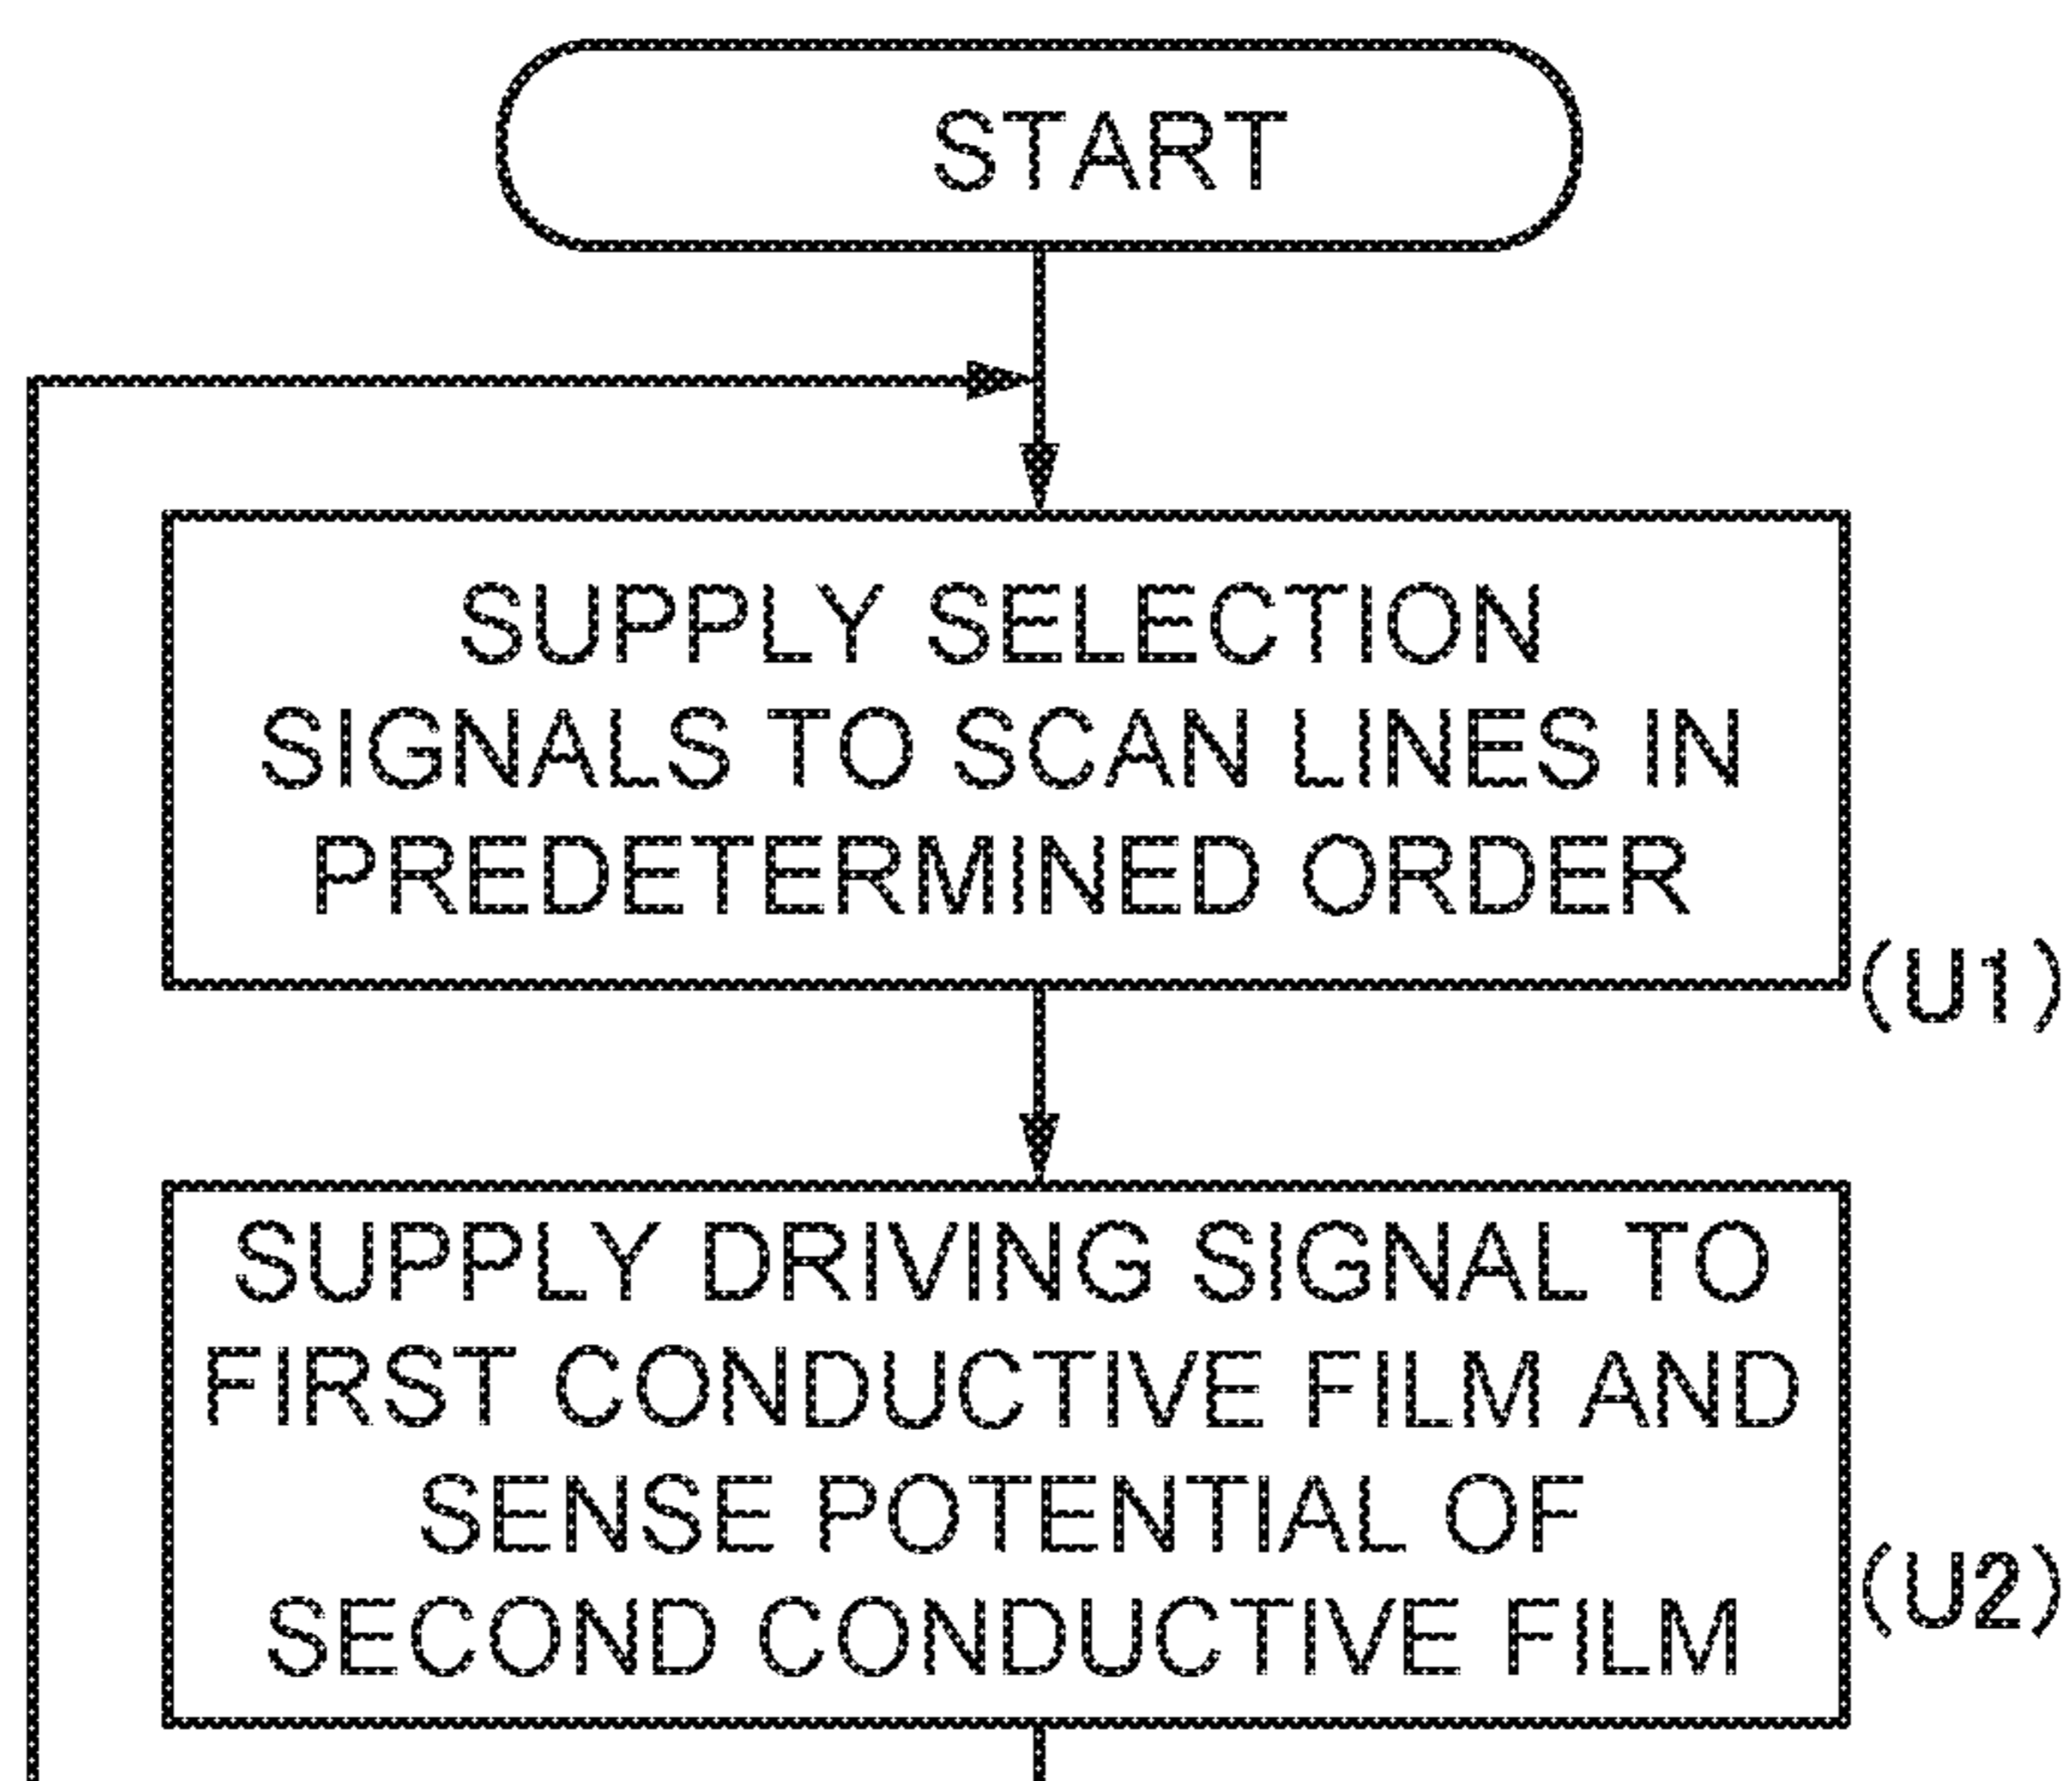 START
SUPPLY SELECTION
SIGNALS TO SCAN LINES IN
PREDETERMINED ORDER
(U1)
SUPPLY DRIVING SIGNAL TO
FIRST CONDUCTIVE FILM AND
SENSE POTENTIAL OF
SECOND CONDUCTIVE FILM
(U2)